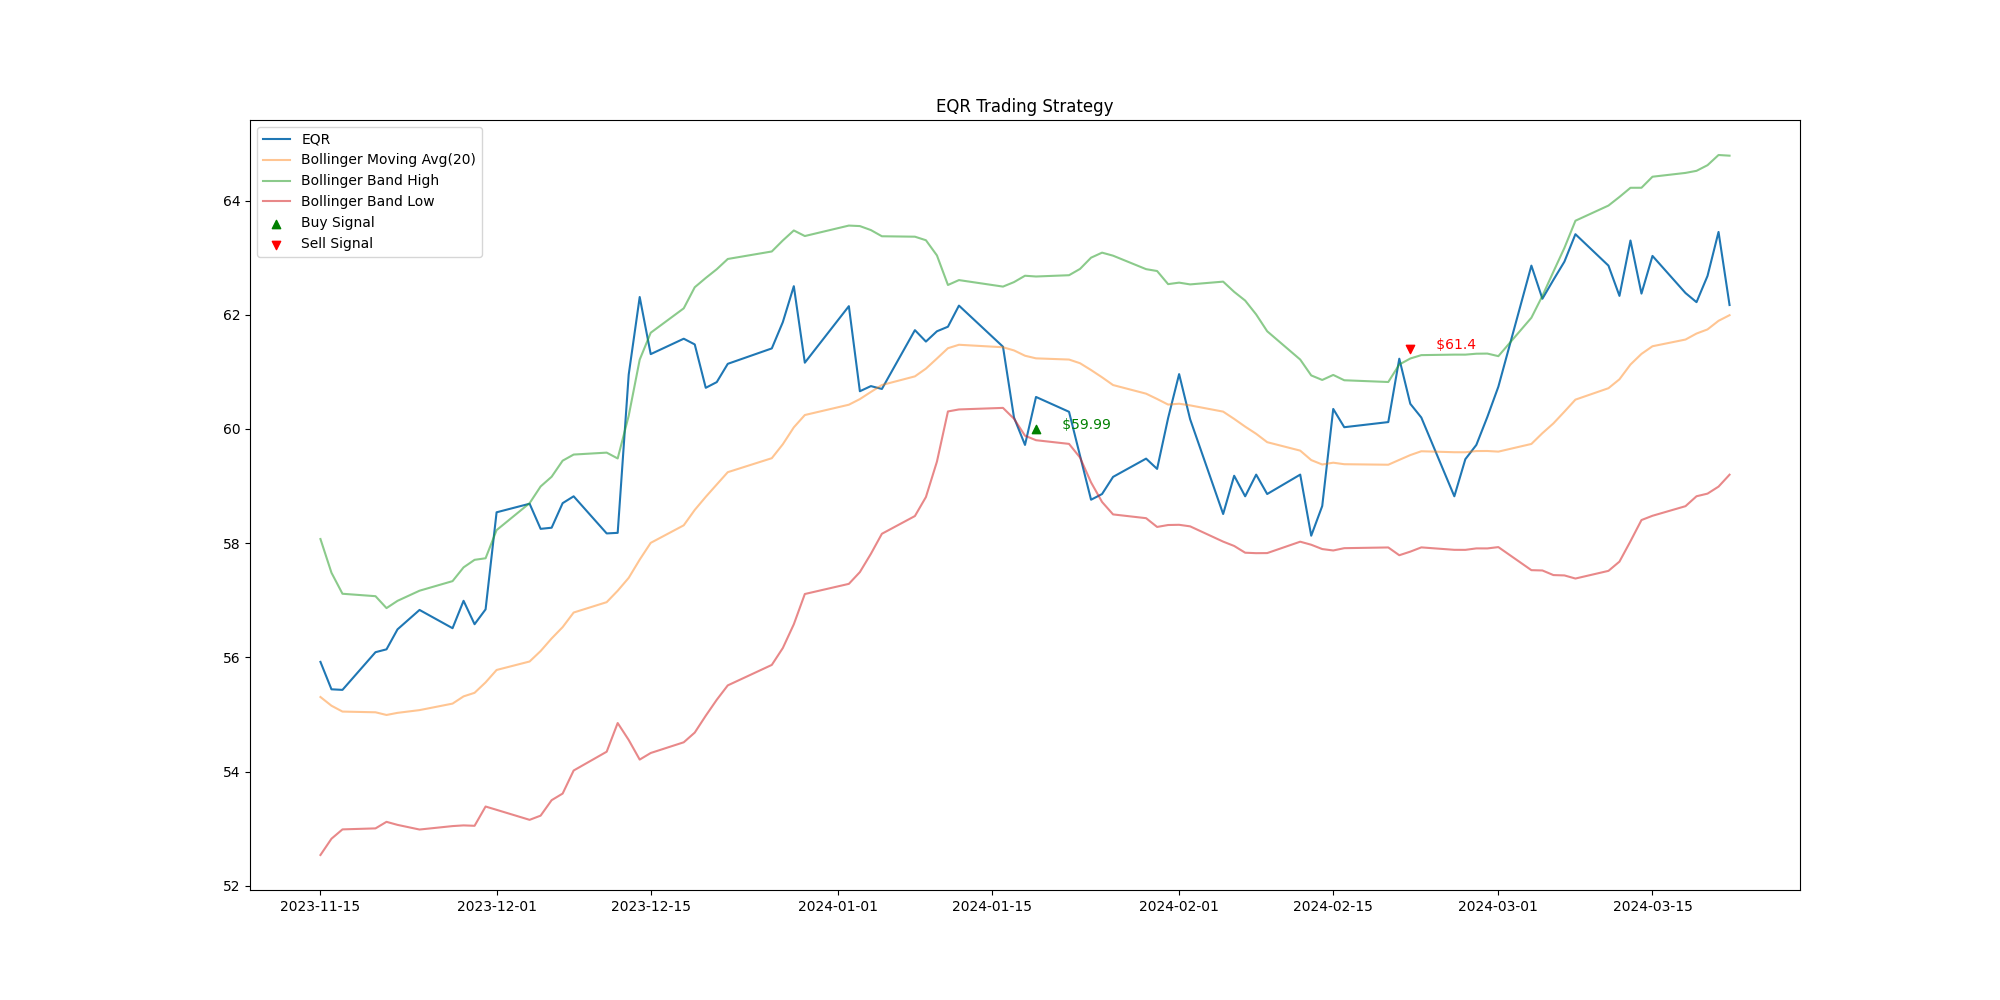 EQR Trading Strategy
EQR
Bollinger Moving Avg(20)
Bollinger Band High
Bollinger Band Low
Buy Signal
Sell Signal
64
62
60
58
56
54
52
$61.4
$59.99
2023-11-15 2023-12-01 2023-12-15 2024-01-01 2024-01-15 2024-02-01 2024-02-15 2024-03-01 2024-03-15